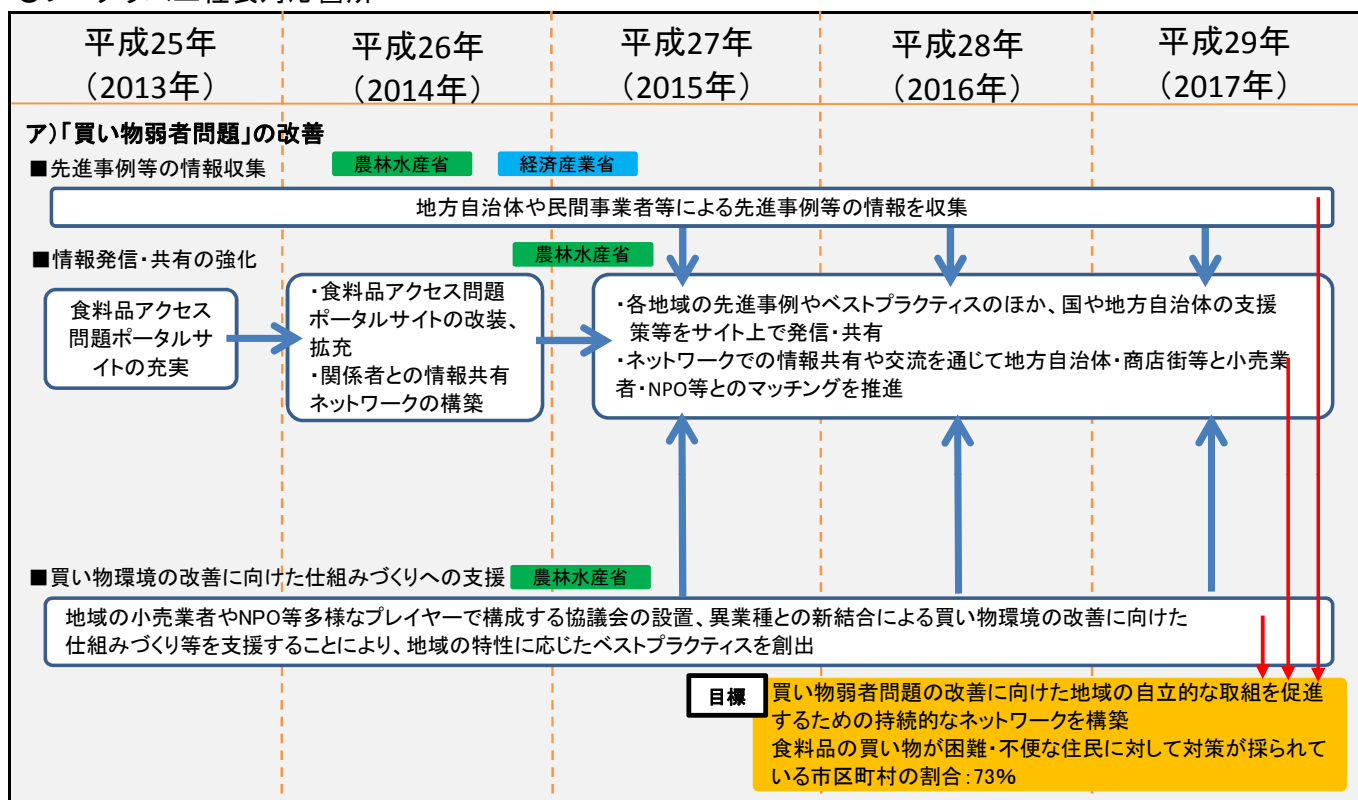 平成25年
（2013年）
平成26年
（2014年）
平成27年
（2015年）
平成28年
（2016年）
平成29年
（2017年）
ア)「買い物弱者問題」の改善
■先進事例等の情報収集
農林水産省
経済産業省
地方自治体や民間事業者等による先進事例等の情報を収集
■情報発信・共有の強化
農林水産省
食料品アクセス
問題ポータルサ
イトの充実
・食料品アクセス問題
ポータルサイトの改装、
拡充
・関係者との情報共有
ネットワークの構築
・各地域の先進事例やベストプラクティスのほか、国や地方自治体の支援
策等をサイト上で発信・共有
・ネットワークでの情報共有や交流を通じて地方自治体・商店街等と小売業
者・NPO等とのマッチングを推進
■買い物環境の改善に向けた仕組みづくりへの支援
農林水産省
地域の小売業者やNPO等多様なプレイヤーで構成する協議会の設置、異業種との新結合による買い物環境の改善に向けた
仕組みづくり等を支援することにより、地域の特性に応じたベストプラクティスを創出
目標
買い物弱者問題の改善に向けた地域の自立的な取組を促進
するための持続的なネットワークを構築
食料品の買い物が困難・不便な住民に対して対策が採られて
いる市区町村の割合：73%